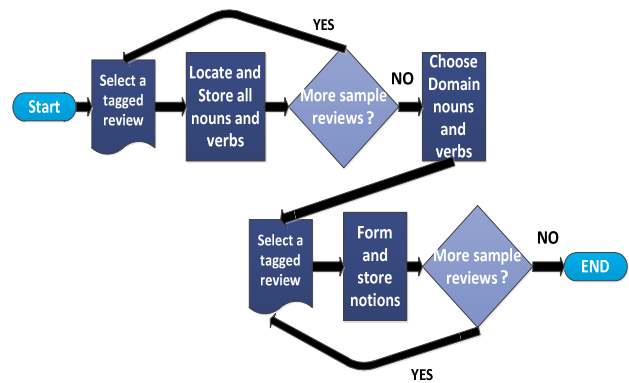 YES
Start
Select a
tagged
review
Locate and
Store all
nouns and
verbs
More sample
reviews ?
NO
Choose
Domain
nouns
and
verbs
Select a
tagged
review
Form
and
store
notions
More sample
reviews ?
NO
END
YES